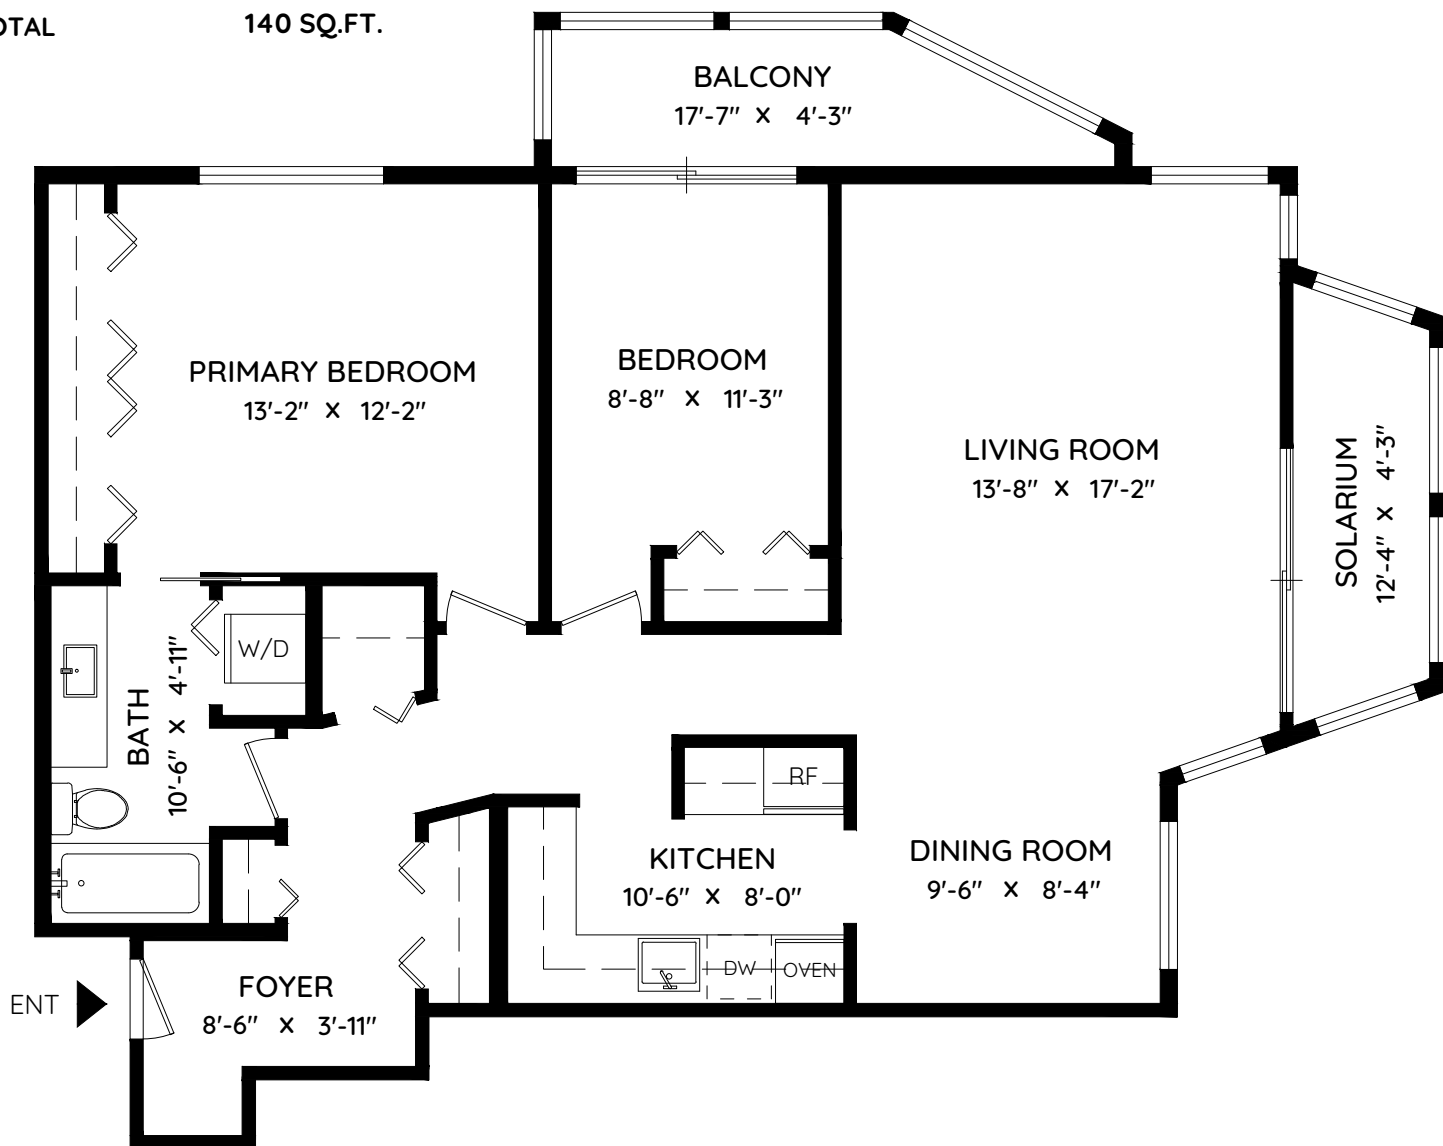 OTAL 140 SQ.FT.
BALCONY
17'-7" X 4'-3"
PRIMARY BEDROOM
13'-2" X 12'-2"
BEDROOM
8'-8" X 11'-3"
LIVING ROOM
13'-8" X 17'-2"
SOLARIUM
12'-4" X 4'-3"
W/D
BATH
10'-6" X 4'-11"
RF
KITCHEN
10'-6" X 8'-0"
DINING ROOM
9'-6" X 8'-4"
DW
OVEN
ENT
FOYER
8'-6" X 3'-11"